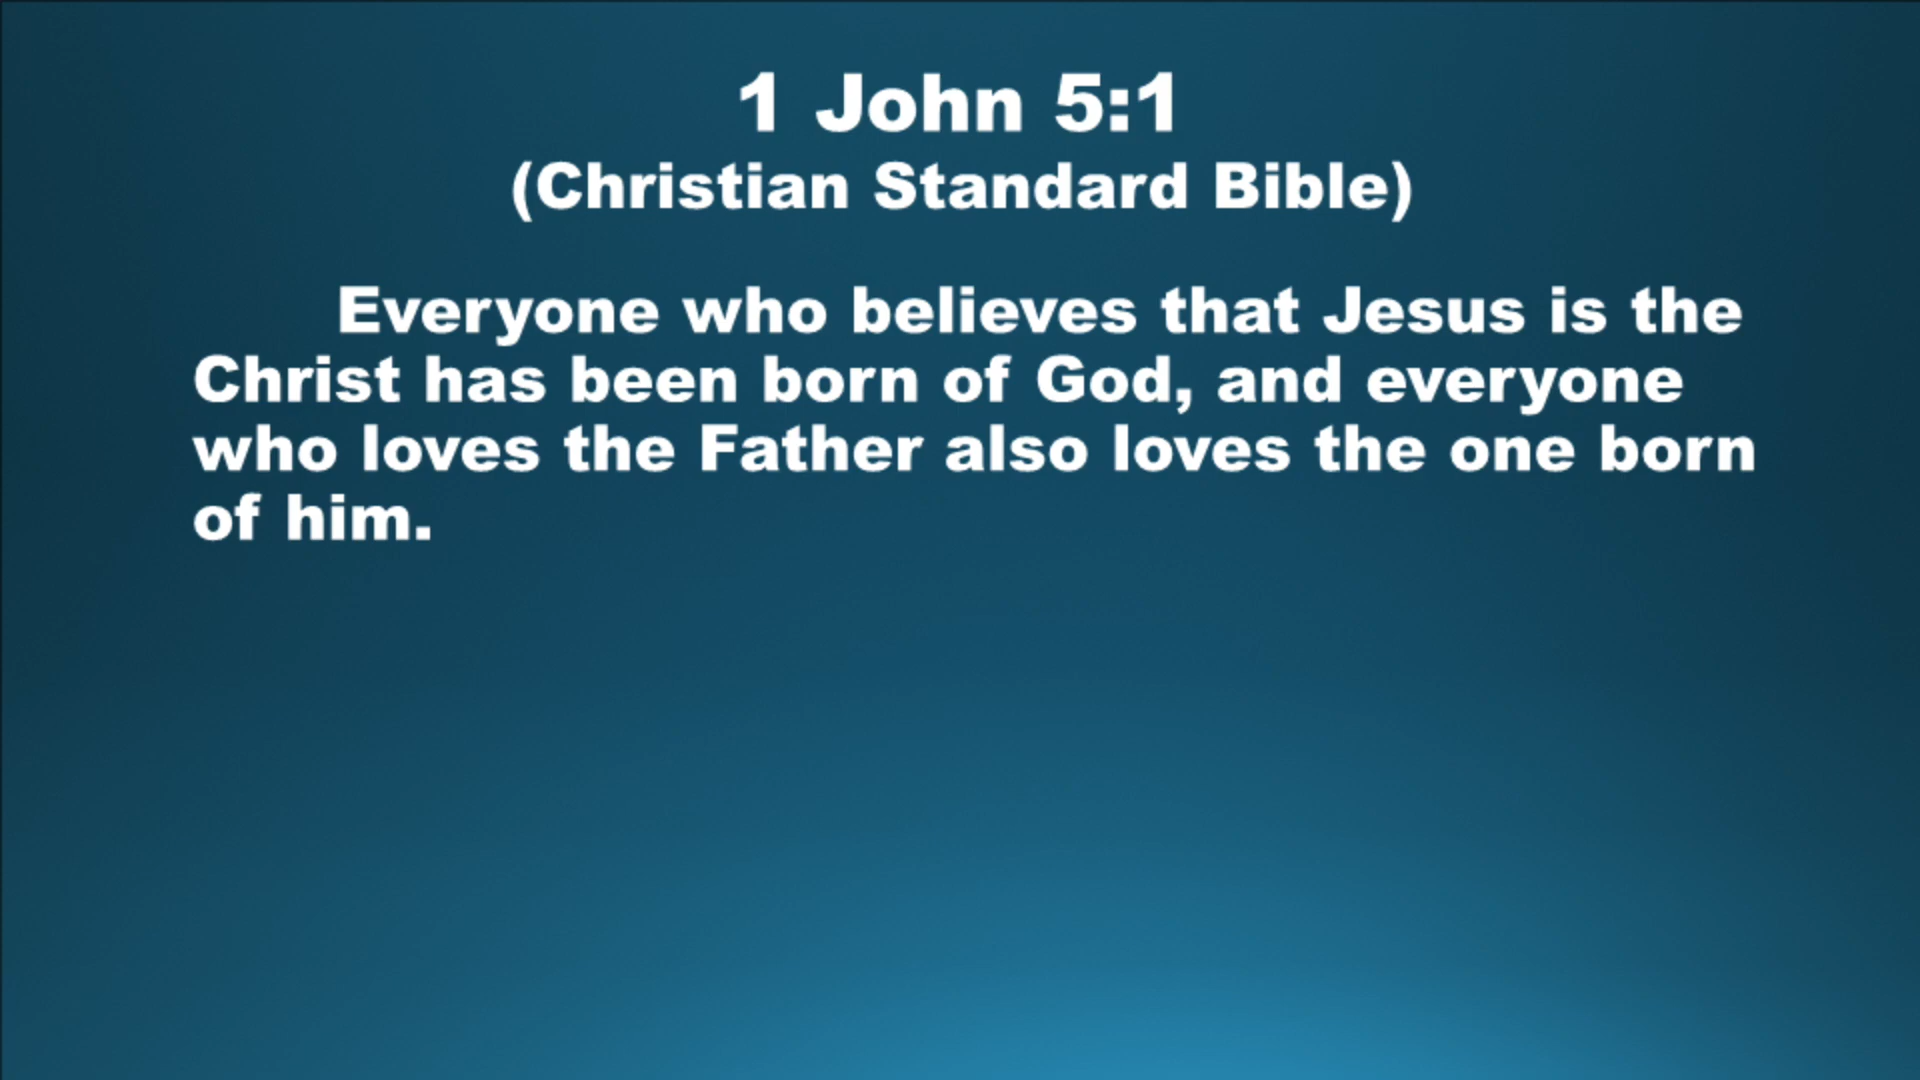 1 John 5:1
(Christian Standard Bible)
Everyone who believes that Jesus is the
Christ has been born of God, and everyone
who loves the Father also loves the one born
of him.